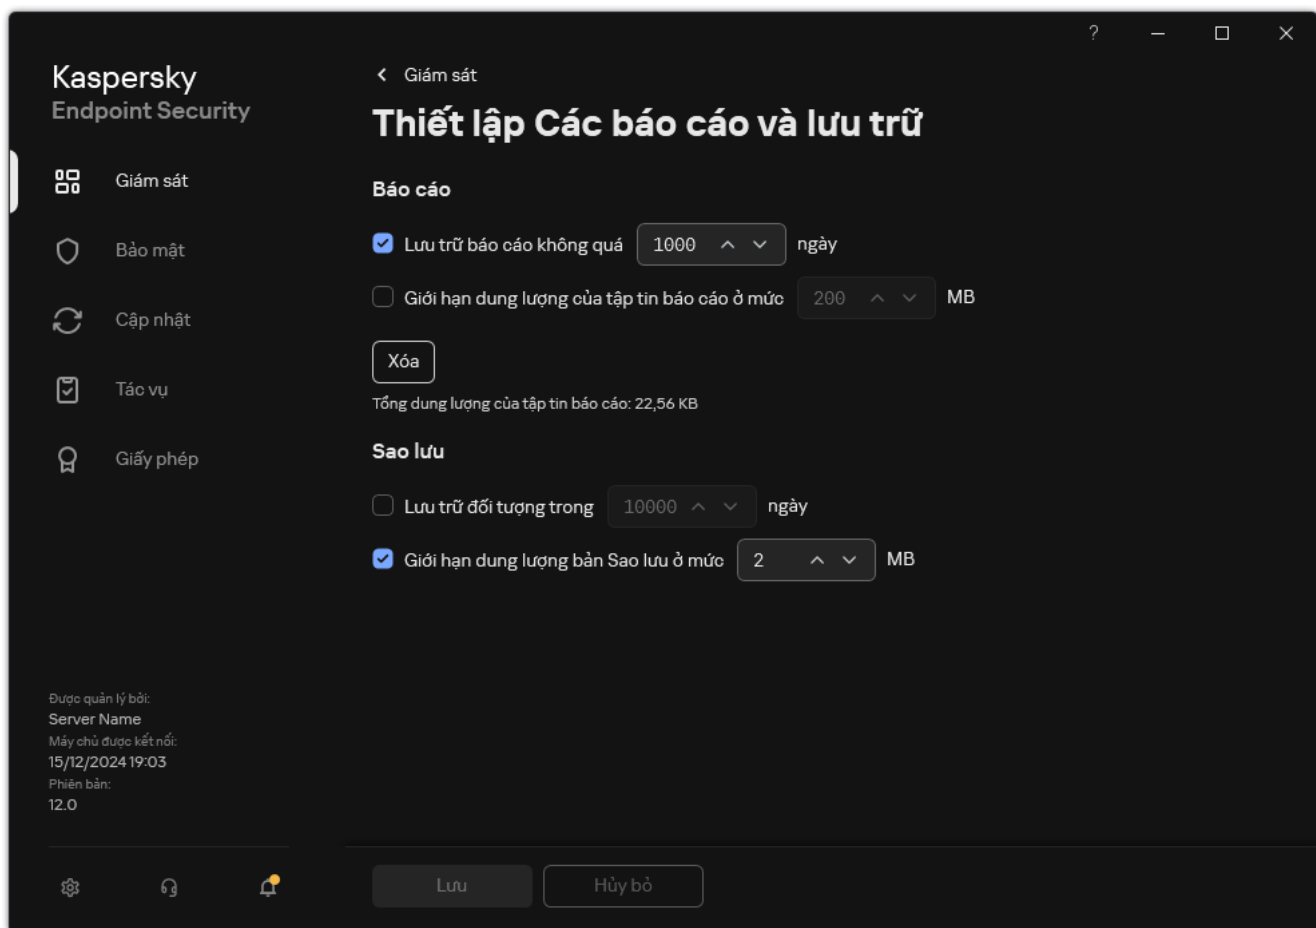 ?
Kaspersky
Endpoint Security
Giám sát
Bảo mật
Cập nhật
Tác vụ
Giấy phép
Được quản lý bởi:
Server Name
Máy chủ được kết nối:
15/12/2024 19:03
Phiên bản:
12.0
Giám sát
Thiết lập Các báo cáo và lưu trữ
Báo cáo
Lưu trữ báo cáo không quá 1000 ngày
Giới hạn dung lượng của tập tin báo cáo ở mức 200 MB
Xóa
Tổng dung lượng của tập tin báo cáo: 22,56 KB
Sao lưu
Lưu trữ đối tượng trong 10000 ngày
Giới hạn dung lượng bản Sao lưu ở mức 2 MB
Lưu Hủy bỏ